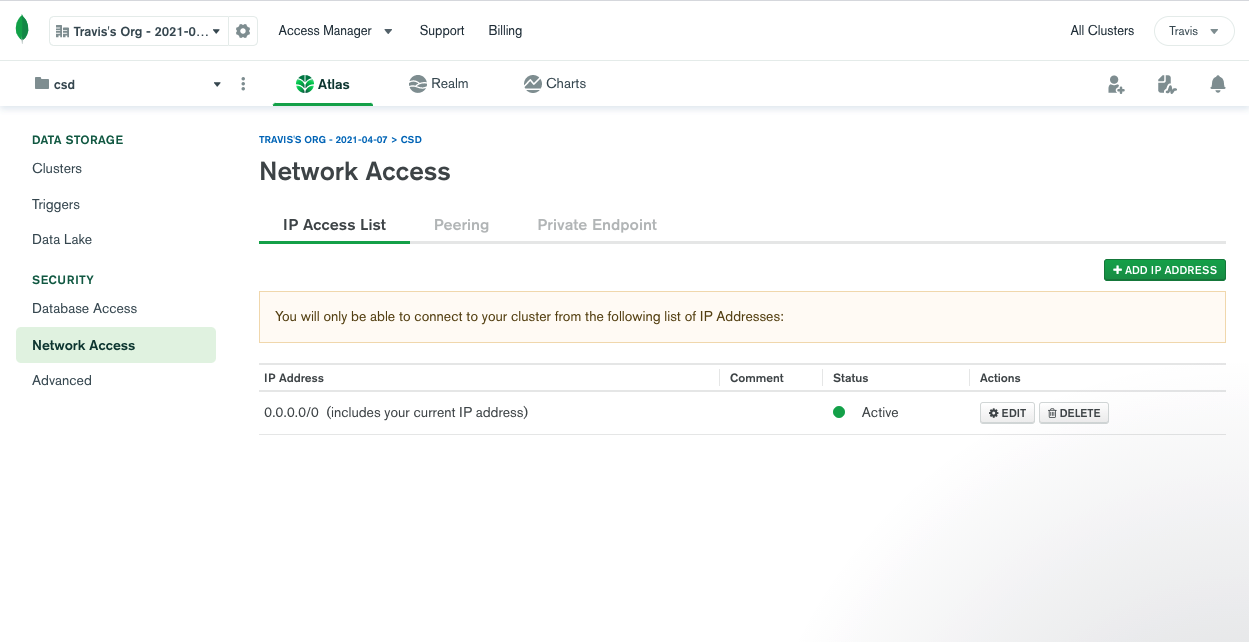 Travis's Org - 2021-0... Access Manager Support Billing All Clusters Travis
csd Atlas Realm Charts
DATA STORAGE
Clusters
Triggers
Data Lake
SECURITY
Database Access
Network Access
Advanced
TRAVIS'S ORG - 2021-04-07 > CSD
Network Access
IP Access List Peering Private Endpoint
+ ADD IP ADDRESS
You will only be able to connect to your cluster from the following list of IP Addresses:
IP Address Comment Status Actions
0.0.0.0/0 (includes your current IP address) Active EDIT DELETE